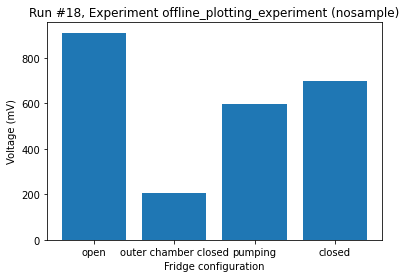 Run #18, Experiment offline_plotting_experiment (nosample)
Voltage (mV)
800
600
400
200
0
open outer chamber closed pumping closed
Fridge configuration